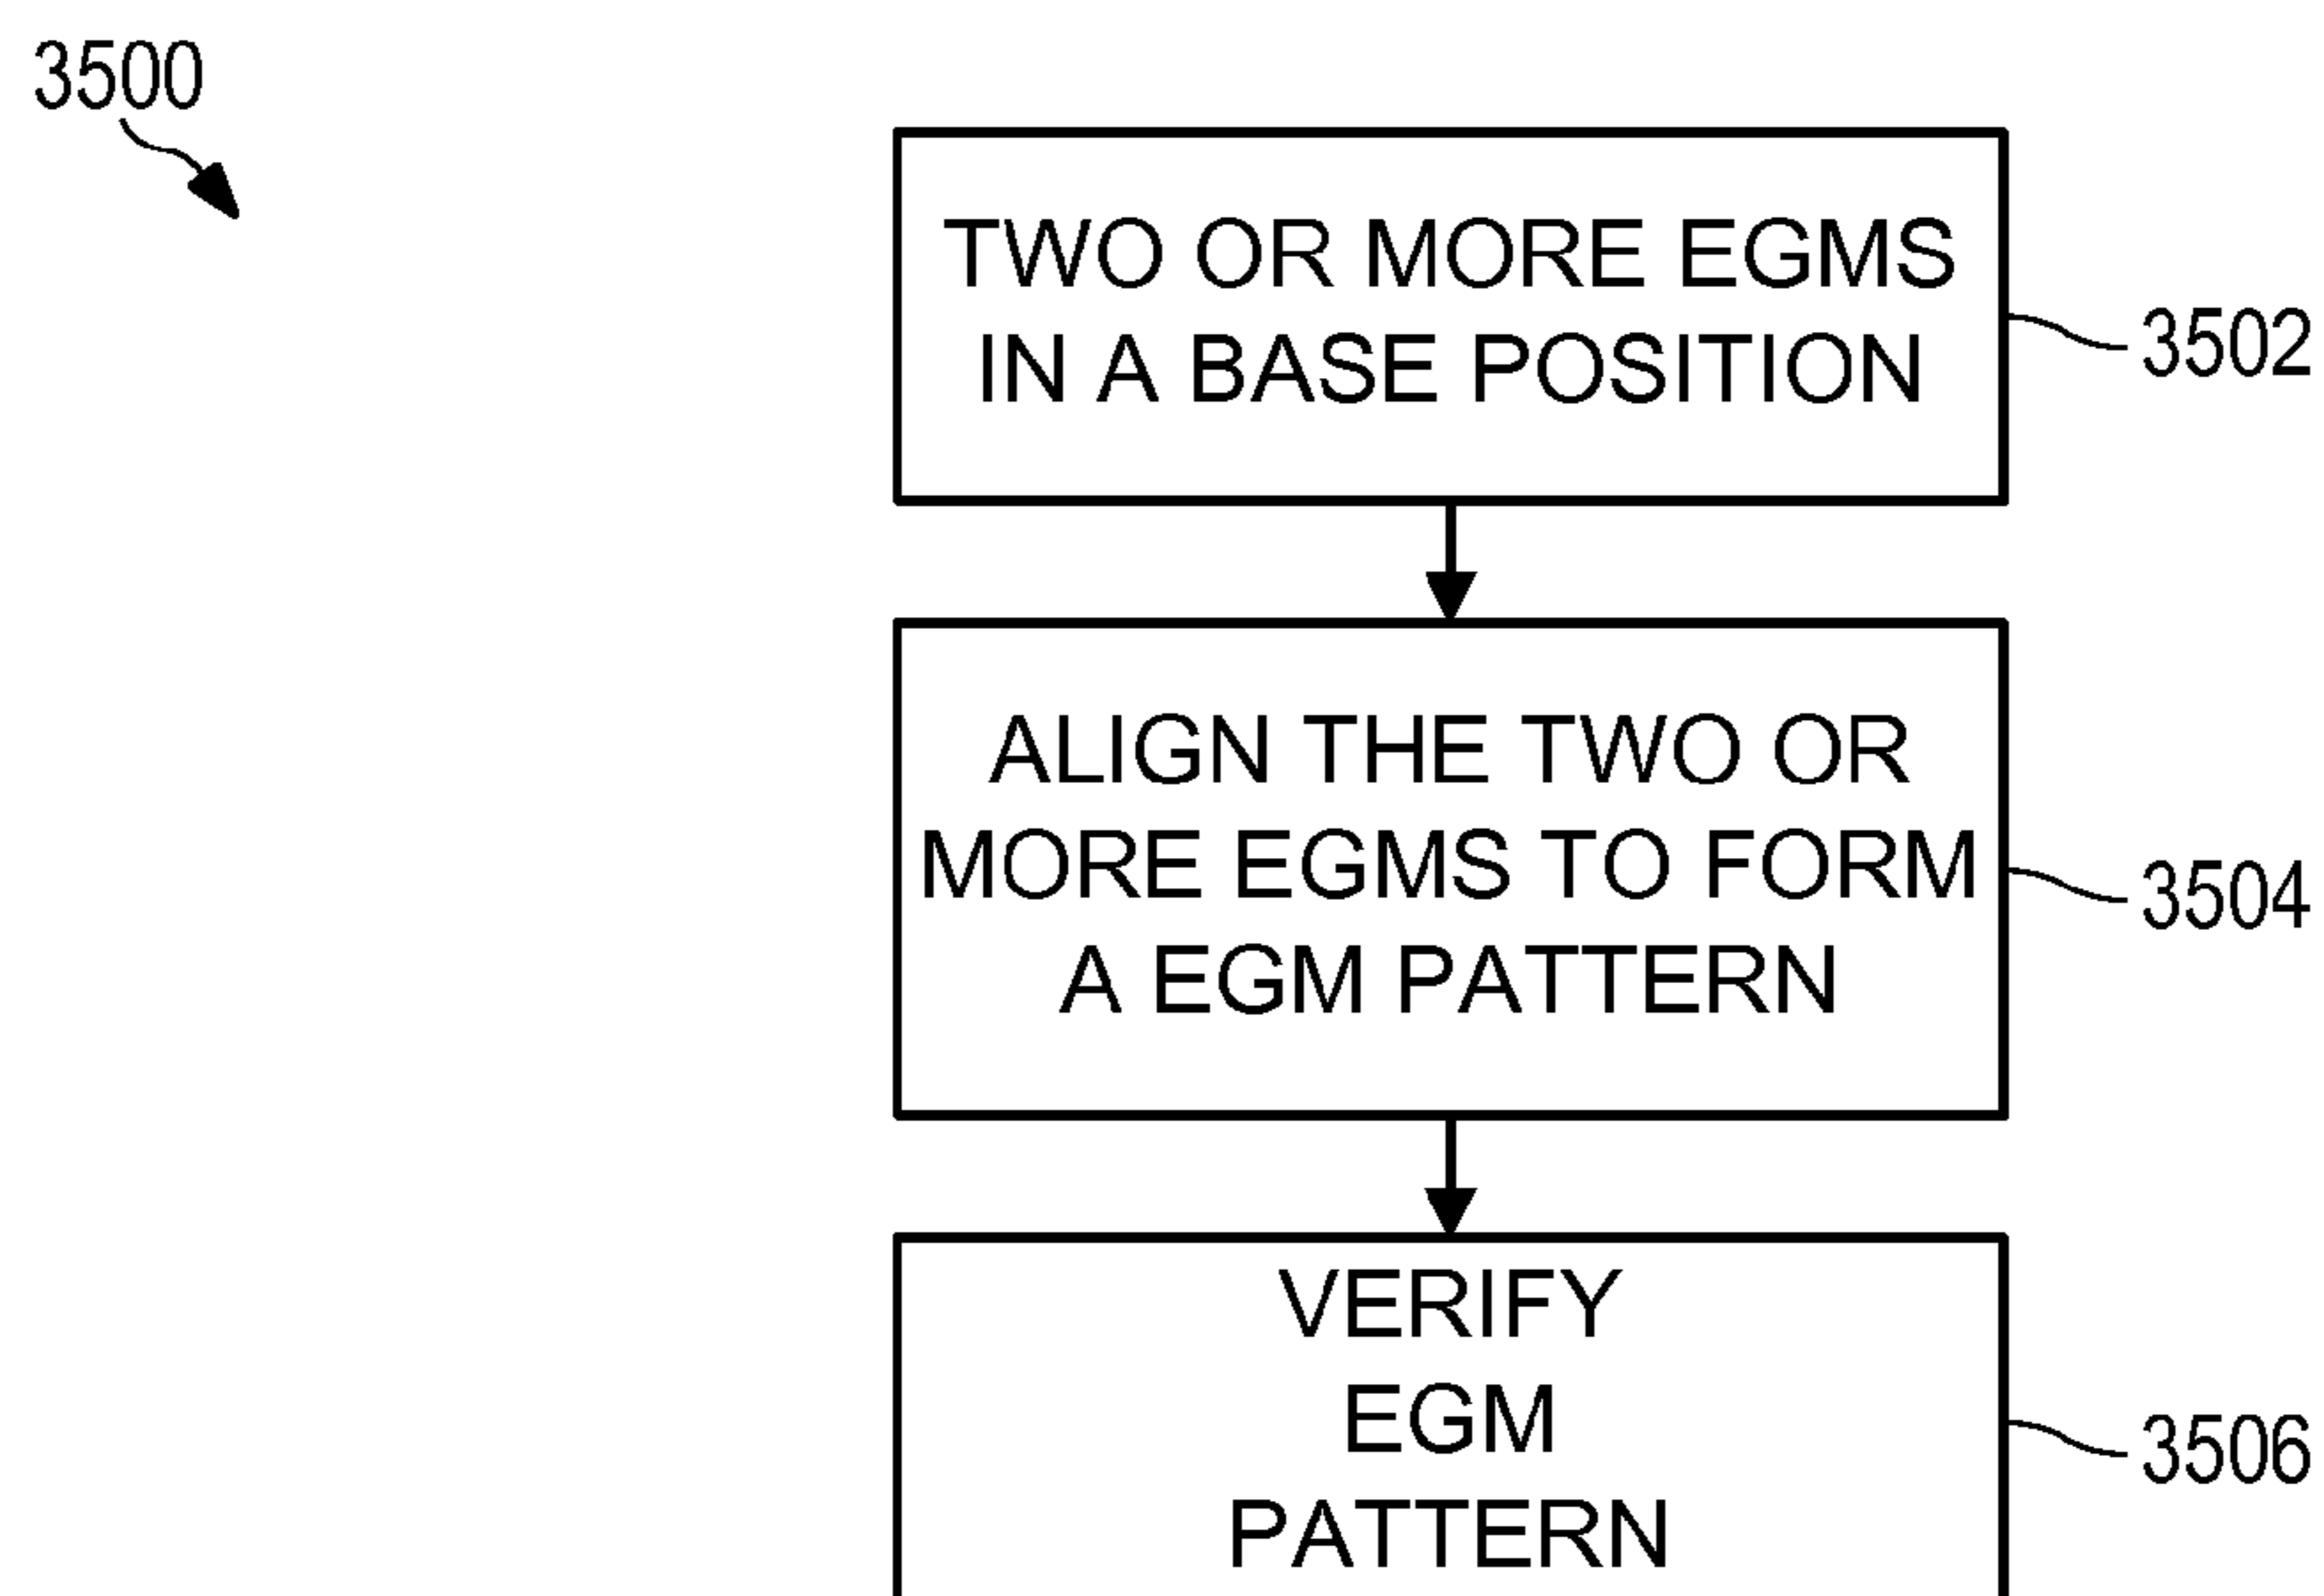 3500
TWO OR MORE EGMS
IN A BASE POSITION
3502
ALIGN THE TWO OR
MORE EGMS TO FORM
A EGM PATTERN
3504
VERIFY
EGM
PATTERN
3506